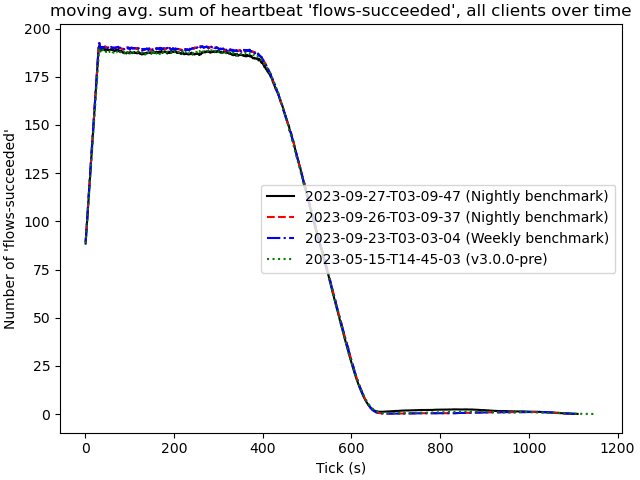 moving avg. sum of heartbeat 'flows-succeeded', all clients over time
Number of 'flows-succeeded'
200
175
150
125
100
75
50
25
0
2023-09-27-T03-09-47 (Nightly benchmark)
2023-09-26-T03-09-37 (Nightly benchmark)
2023-09-23-T03-03-04 (Weekly benchmark)
2023-05-15-T14-45-03 (v3.0.0-pre)
0 200 400 600 800 1000 1200
Tick (s)